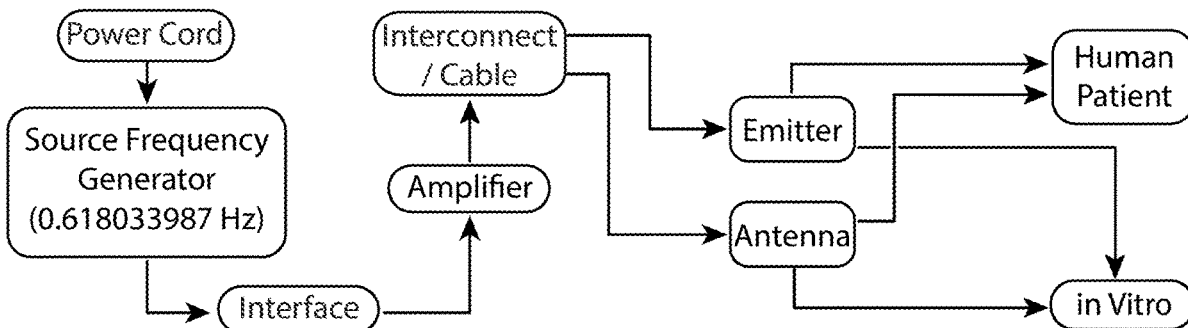 Power Cord
Source Frequency
Generator
(0.618033987 Hz)
Interface
Amplifier
Interconnect
/ Cable
Emitter
Antenna
Human
Patient
in Vitro